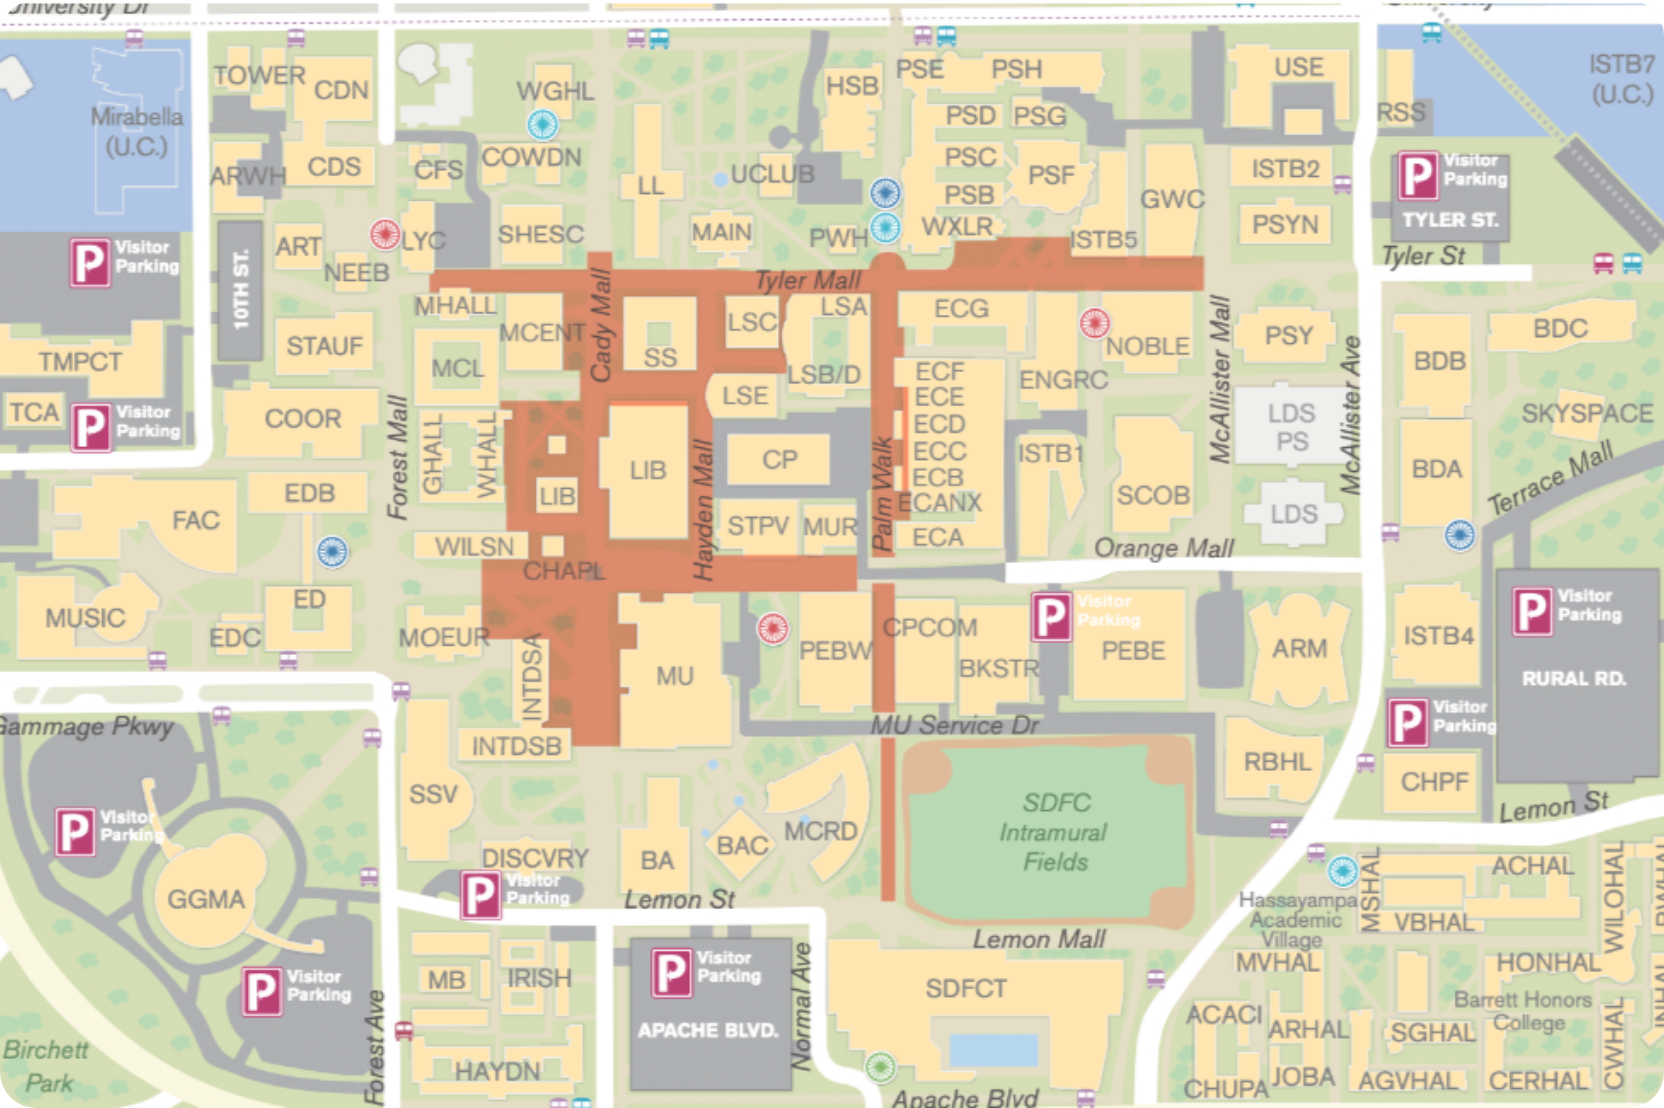 University Dr
TOWER
CDN
Mirabella
(U.C.)
CDS
ARWH
WGHL
COWDN
CFS
HSB
UCLUB
LL
PSE
PSH
PSD
PSG
PSC
PSF
PSB
WXLR
ISTB5
GWC
USE
RSS
ISTB7
(U.C.)
ISTB2
PSYN
P Visitor
Parking
TYLER ST.
Tyler St
P Visitor
Parking
10TH ST.
ART
NEEB
LYC
SHESC
MAIN
PWH
Tyler Mall
MHALL
MCENT
Cady Mall
LSC
LSA
SS
ECG
NOBLE
McAllister Mall
PSY
McAllister Ave
BDB
BDC
TMPCT
STAUF
MCL
LSE
LSB/D
ECF
ECE
ECD
ECC
ECB
ECANX
ECA
ENGRC
TCA
P Visitor
Parking
COOR
Forest Mall
GHALL
WHALL
LIB
LIB
Hayden Mall
CP
Palm Walk
ISTB1
SCOB
LDS
PS
LDS
BDA
SKYSPACE
Terrace Mall
EDB
FAC
WILSN
CHAPL
STPV
MUR
Orange Mall
MUSIC
ED
EDC
MOEUR
INTDSA
MU
PEBW
CPCOM
BKSTR
P Visitor
Parking
PEBE
ARM
ISTB4
P Visitor
Parking
RURAL RD.
Gammage Pkwy
INTDSB
MU Service Dr
RBHL
P Visitor
Parking
CHPF
Lemon St
P Visitor
Parking
SSV
BA
BAC
MCRD
SDFC
Intramural
Fields
DISCVRY
P Visitor
Parking
Lemon St
GGMA
Lemon Mall
Hassayampa
Academic
Village
MSHAL
ACHAL
VBHAL
WILOHAL
P Visitor
Parking
MB
IRISH
P Visitor
Parking
APACHE BLVD.
Normal Ave
SDFCT
MVHAL
HONHAL
ACACI
ARHAL
SGHAL
Barrett Honors
College
CWHAL
Birchett
Park
Forest Ave
HAYDN
Apache Blvd
CHUPA
JOBA
AGVHAL
CERHAL